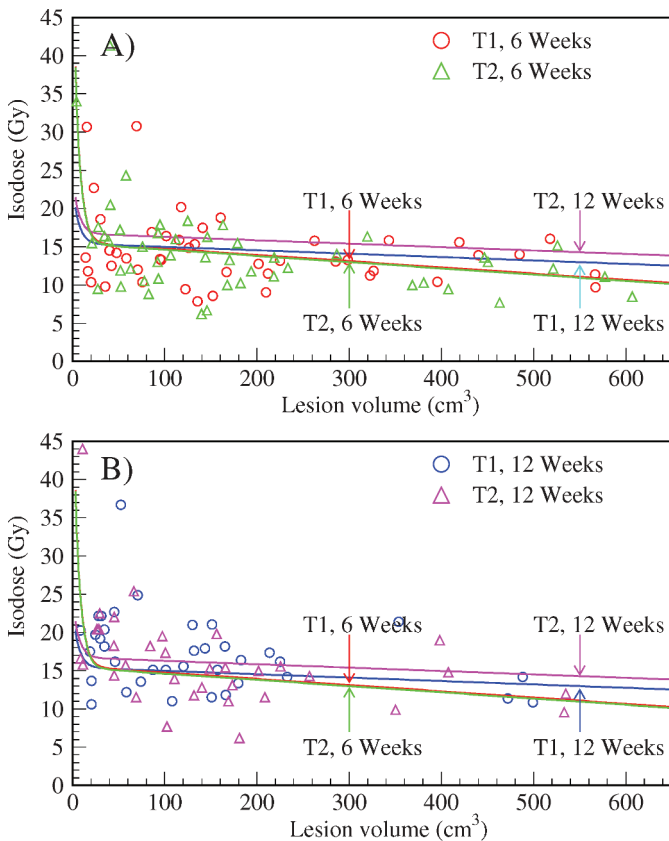 45
A)
T1, 6 Weeks
40
T2, 6 Weeks
35
30
25
Isodose (Gy)
20
T1, 6 Weeks
T2, 12 Weeks
15
10
T2, 6 Weeks
T1, 12 Weeks
5
0
0 100 200 300 400 500 600
Lesion volume (cm³)
45
B)
T1, 12 Weeks
40
T2, 12 Weeks
35
30
25
Isodose (Gy)
20
T1, 6 Weeks
T2, 12 Weeks
15
10
T2, 6 Weeks
T1, 12 Weeks
5
0
0 100 200 300 400 500 600
Lesion volume (cm³)